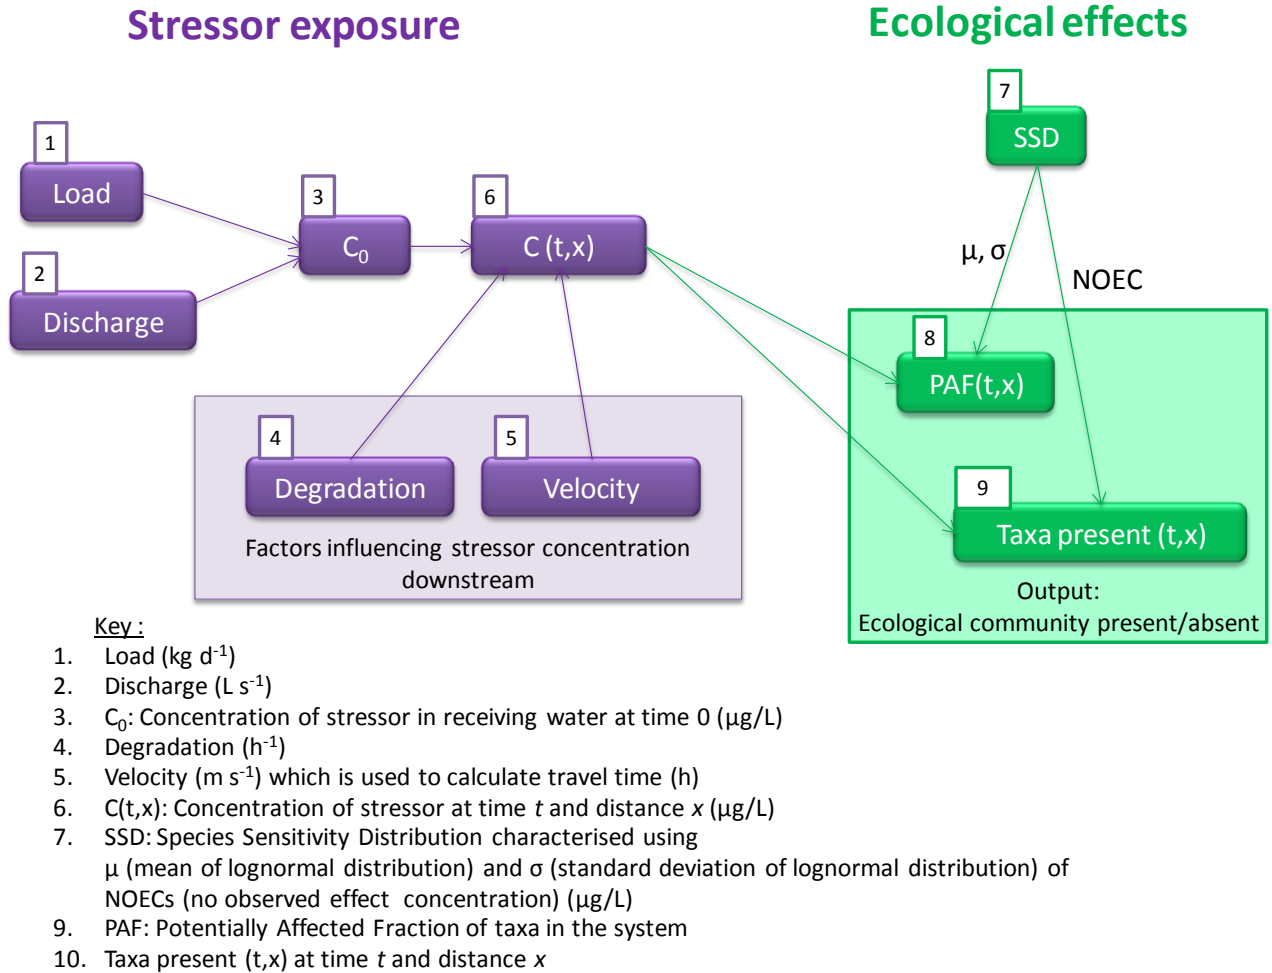 Stressor exposure
Ecological effects
7
SSD
1
Load
3
C₀
6
C (t,x)
2
Discharge
μ, σ
NOEC
8
PAF(t,x)
4
Degradation
5
Velocity
9
Taxa present (t,x)
Factors influencing stressor concentration
downstream
Output:
Ecological community present/absent
Key :
1. Load (kg d⁻¹)
2. Discharge (L s⁻¹)
3. C₀: Concentration of stressor in receiving water at time 0 (μg/L)
4. Degradation (h⁻¹)
5. Velocity (m s⁻¹) which is used to calculate travel time (h)
6. C(t,x): Concentration of stressor at time t and distance x (μg/L)
7. SSD: Species Sensitivity Distribution characterised using
μ (mean of lognormal distribution) and σ (standard deviation of lognormal distribution) of
NOECs (no observed effect concentration) (μg/L)
9. PAF: Potentially Affected Fraction of taxa in the system
10. Taxa present (t,x) at time t and distance x